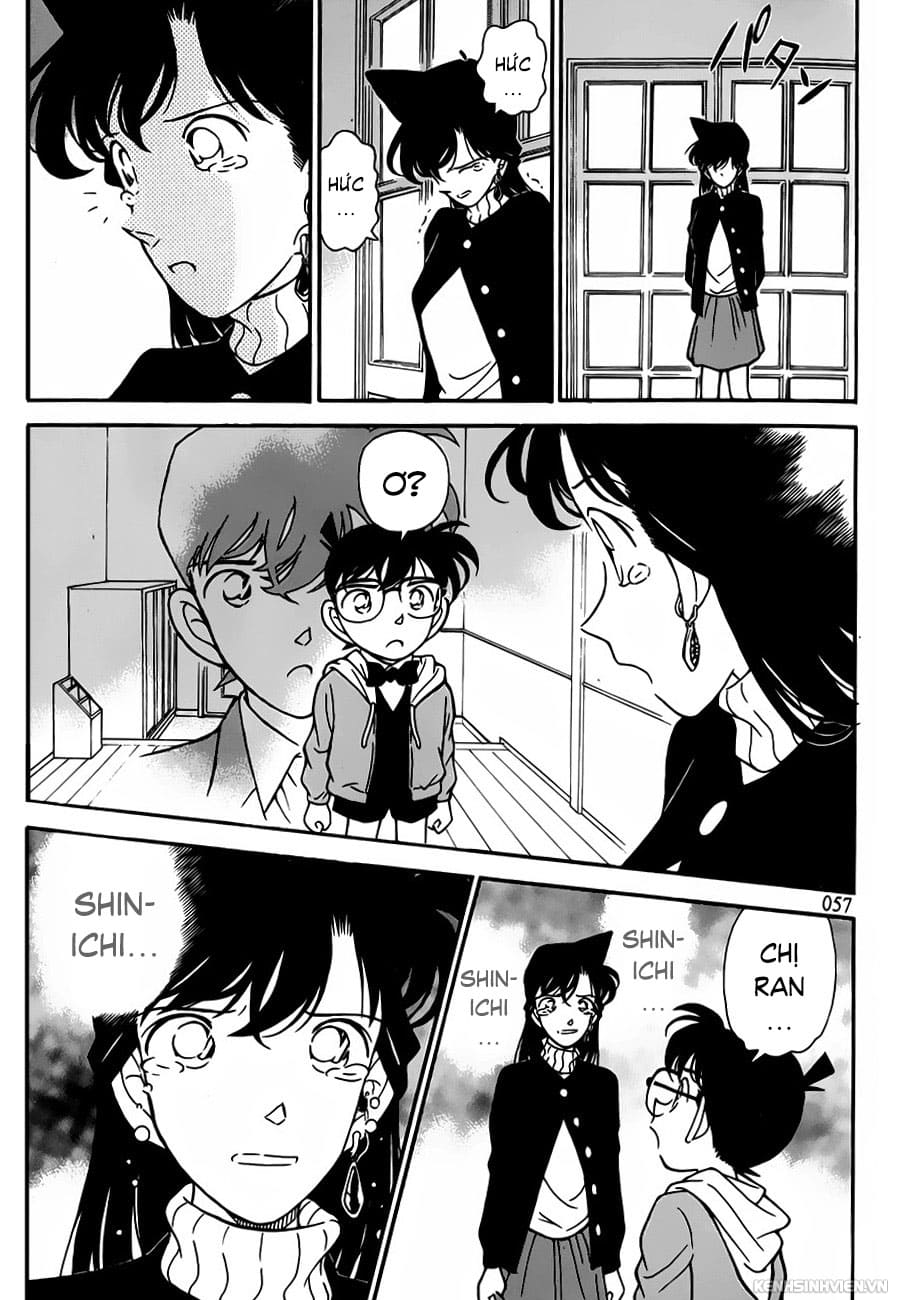 パタン
HỨC
...
HỨC
...
Ơ?
057
CHỊ
RAN
...
SHIN-
ICHI
...
SHIN-
ICHI
...
SHIN-
ICHI...
KENHSINHVIEN.VN